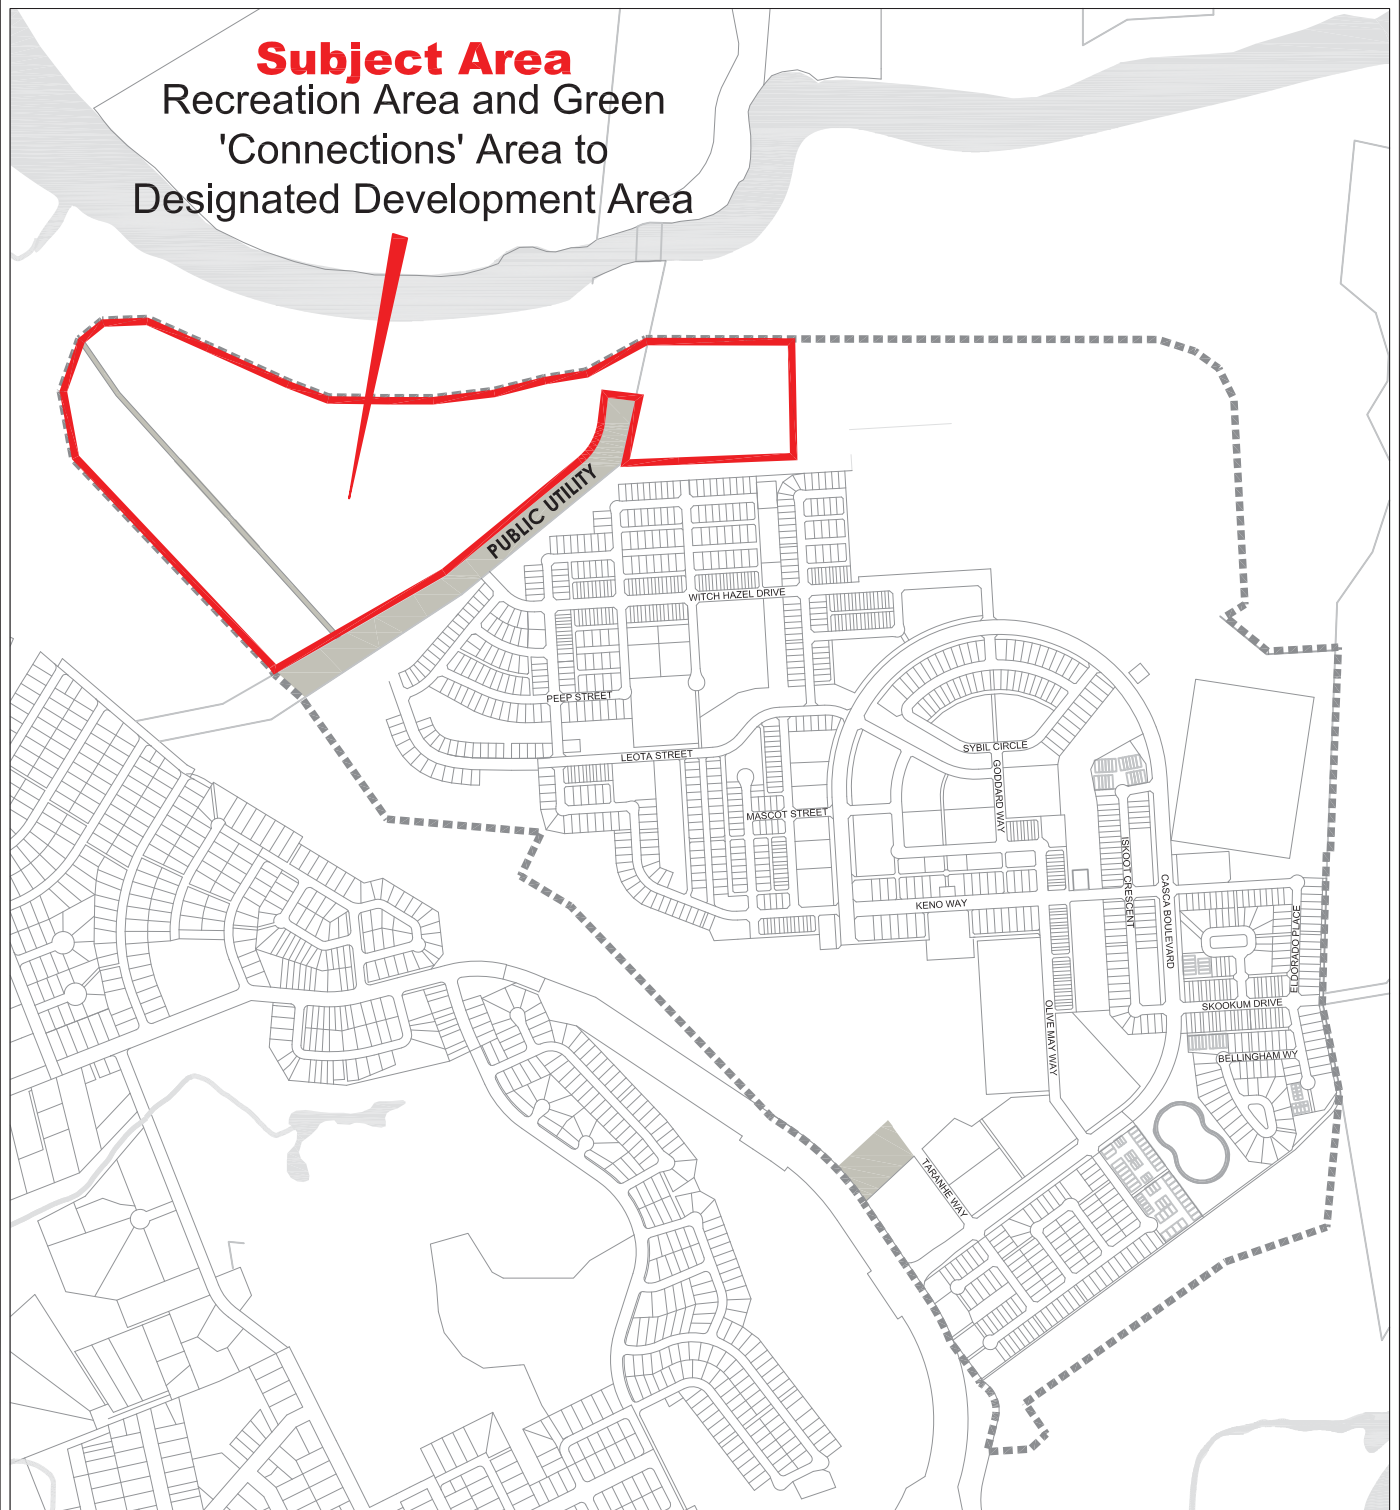 Subject Area
Recreation Area and Green
'Connections' Area to
Designated Development Area
PUBLIC UTILITY
WITCH HAZEL DRIVE
PEEP STREET
LEOTA STREET
SYBIL CIRCLE
GODDARD WAY
MASCOT STREET
ISKOOT CRESCENT
CASCA BOULEVARD
KENO WAY
ELDORADO PLACE
SKOOKUM DRIVE
OLIVE MAY WAY
BELLINGHAM WY
TARAHNE WAY